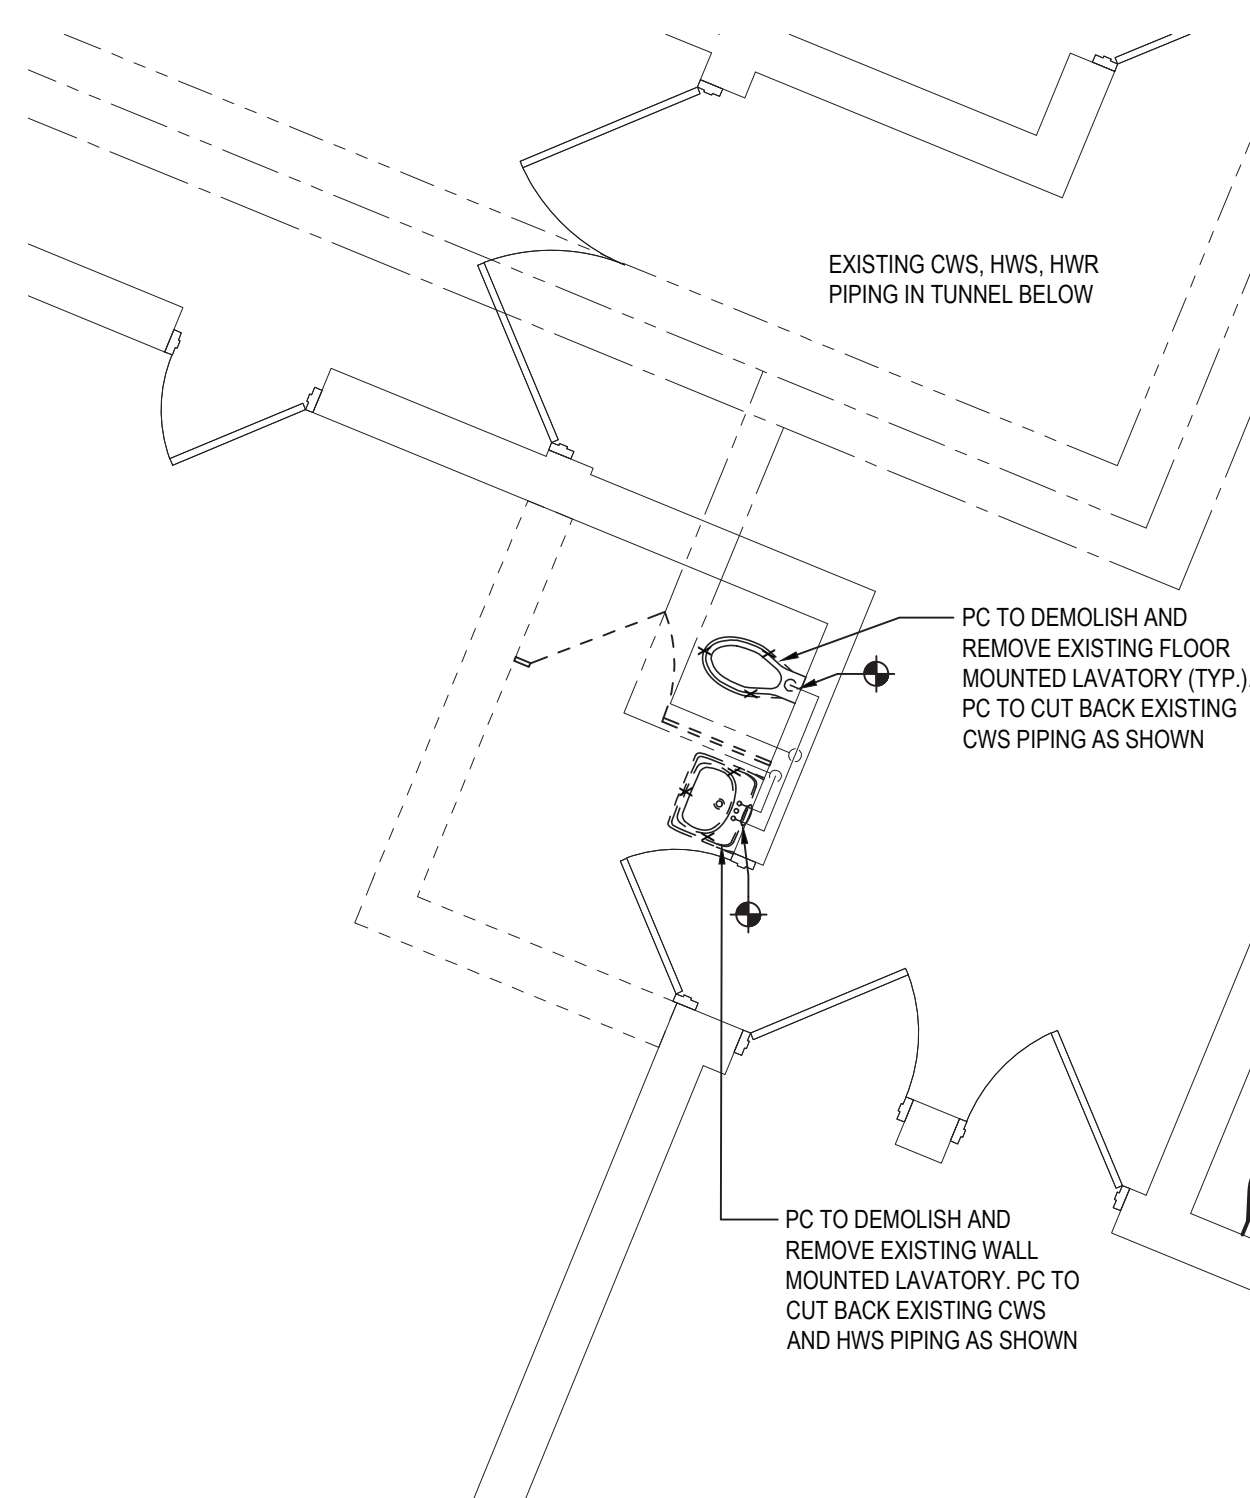 EXISTING CWS, HWS, HWR
PIPING IN TUNNEL BELOW
PC TO DEMOLISH AND
REMOVE EXISTING FLOOR
MOUNTED LAVATORY (TYP.).
PC TO CUT BACK EXISTING
CWS PIPING AS SHOWN
PC TO DEMOLISH AND
REMOVE EXISTING WALL
MOUNTED LAVATORY. PC TO
CUT BACK EXISTING CWS
AND HWS PIPING AS SHOWN